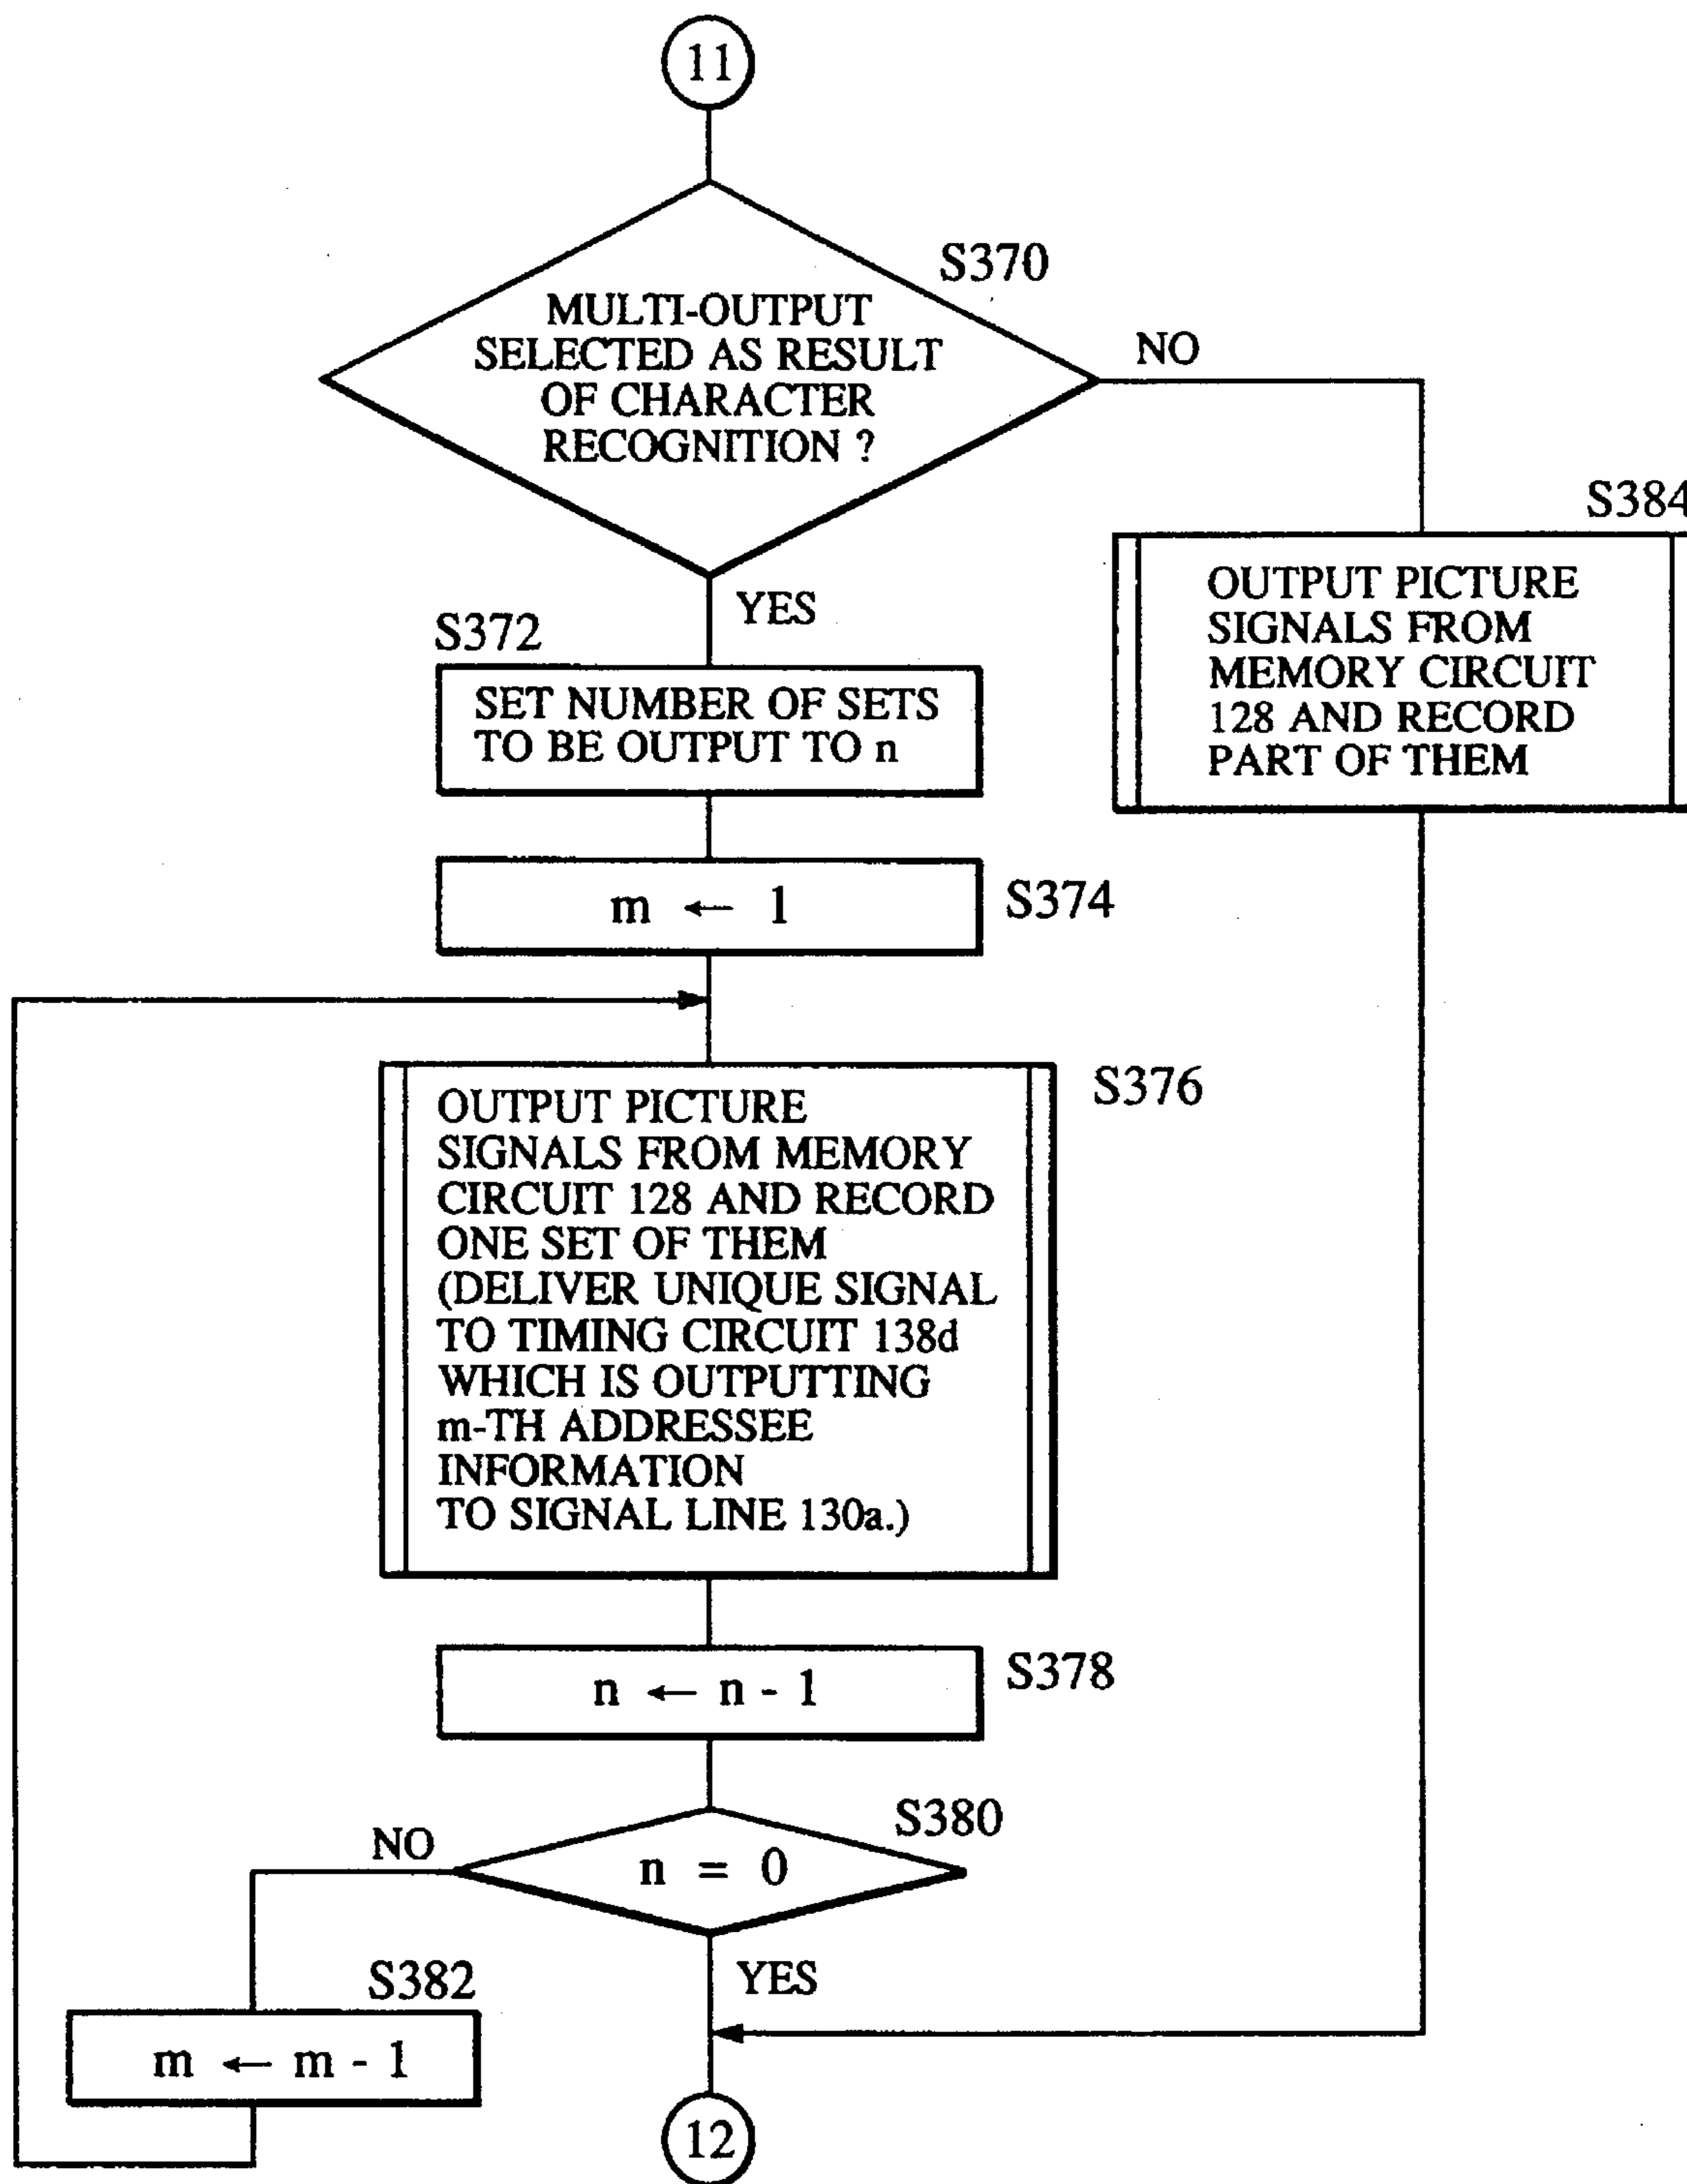 11
S370
MULTI-OUTPUT
SELECTED AS RESULT
OF CHARACTER
RECOGNITION ?
NO
YES
S384
OUTPUT PICTURE
SIGNALS FROM
MEMORY CIRCUIT
128 AND RECORD
PART OF THEM
S372
SET NUMBER OF SETS
TO BE OUTPUT TO n
m ← 1
S374
S376
OUTPUT PICTURE
SIGNALS FROM MEMORY
CIRCUIT 128 AND RECORD
ONE SET OF THEM
(DELIVER UNIQUE SIGNAL
TO TIMING CIRCUIT 138d
WHICH IS OUTPUTTING
m-TH ADDRESSEE
INFORMATION
TO SIGNAL LINE 130a.)
n ← n - 1
S378
S380
n = 0
NO
YES
S382
m ← m - 1
12